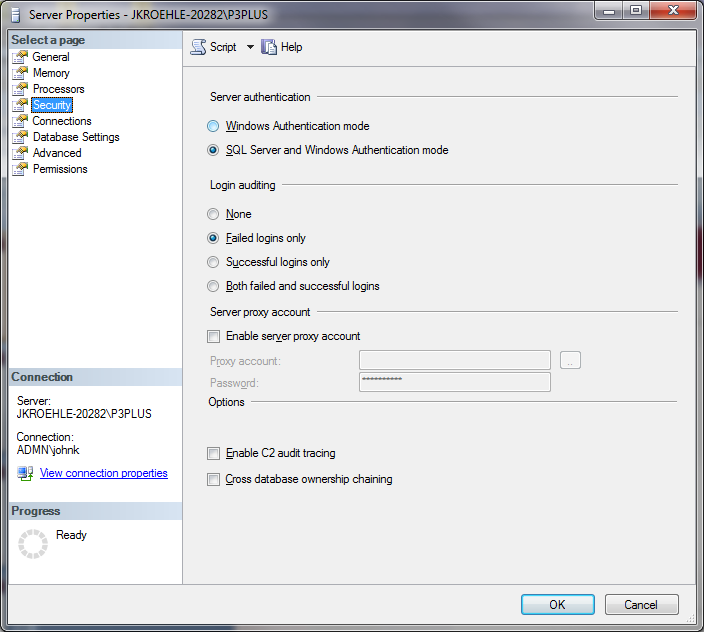 Server Properties - JKROEHLE-20282\P3PLUS
Select a page
General
Memory
Processors
Security
Connections
Database Settings
Advanced
Permissions
Connection
Server:
JKROEHLE-20282\P3PLUS
Connection:
ADMN\johnk
View connection properties
Progress
Ready
Script Help
Server authentication
Windows Authentication mode
SQL Server and Windows Authentication mode
Login auditing
None
Failed logins only
Successful logins only
Both failed and successful logins
Server proxy account
Enable server proxy account
Proxy account:
...
Password: **********
Options
Enable C2 audit tracing
Cross database ownership chaining
OK Cancel